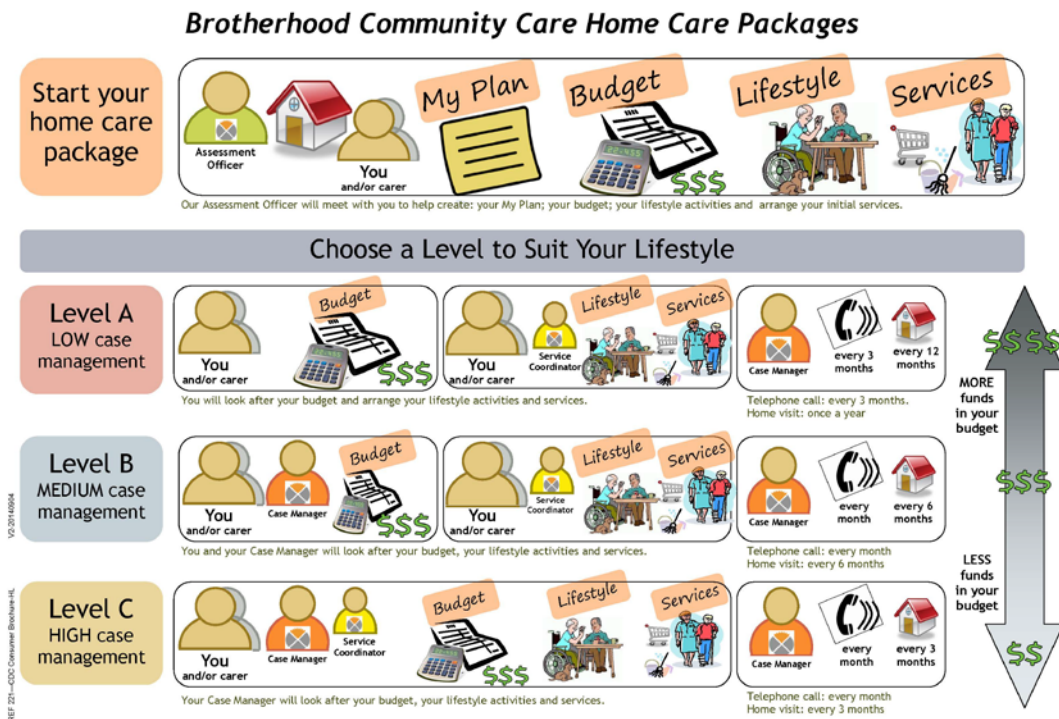 Brotherhood Community Care Home Care Packages
Start your
home care
package
Assessment
Officer
You
and/or carer
My Plan
Budget
$$$
Lifestyle
Services
Our Assessment Officer will meet with you to help create: your My Plan; your budget; your lifestyle activities and arrange your initial services.
Choose a Level to Suit Your Lifestyle
Level A
LOW case
management
You
and/or carer
Budget
$$$
You
and/or carer
Service
Coordinator
Lifestyle
Services
Case Manager
every 3
months
every 12
months
You will look after your budget and arrange your lifestyle activities and services.
Telephone call: every 3 months.
Home visit: once a year
$$ $$
MORE
funds
in your
budget
Level B
MEDIUM case
management
You
and/or carer
Case Manager
Budget
$$$
You
and/or carer
Service
Coordinator
Lifestyle
Services
Case Manager
every
month
every 6
months
You and your Case Manager will look after your budget, your lifestyle activities and services.
Telephone call: every month
Home visit: every 6 months
$$$
LESS
funds
in your
budget
Level C
HIGH case
management
You
and/or carer
Case Manager
Service
Coordinator
Budget
$$$
Lifestyle
Services
Case Manager
every
month
every 3
months
Your Case Manager will look after your budget, your lifestyle activities and services.
Telephone call: every month
Home visit: every 3 months
$$
V2-20140904
REF 221—CDC Consumer Brochure-HL